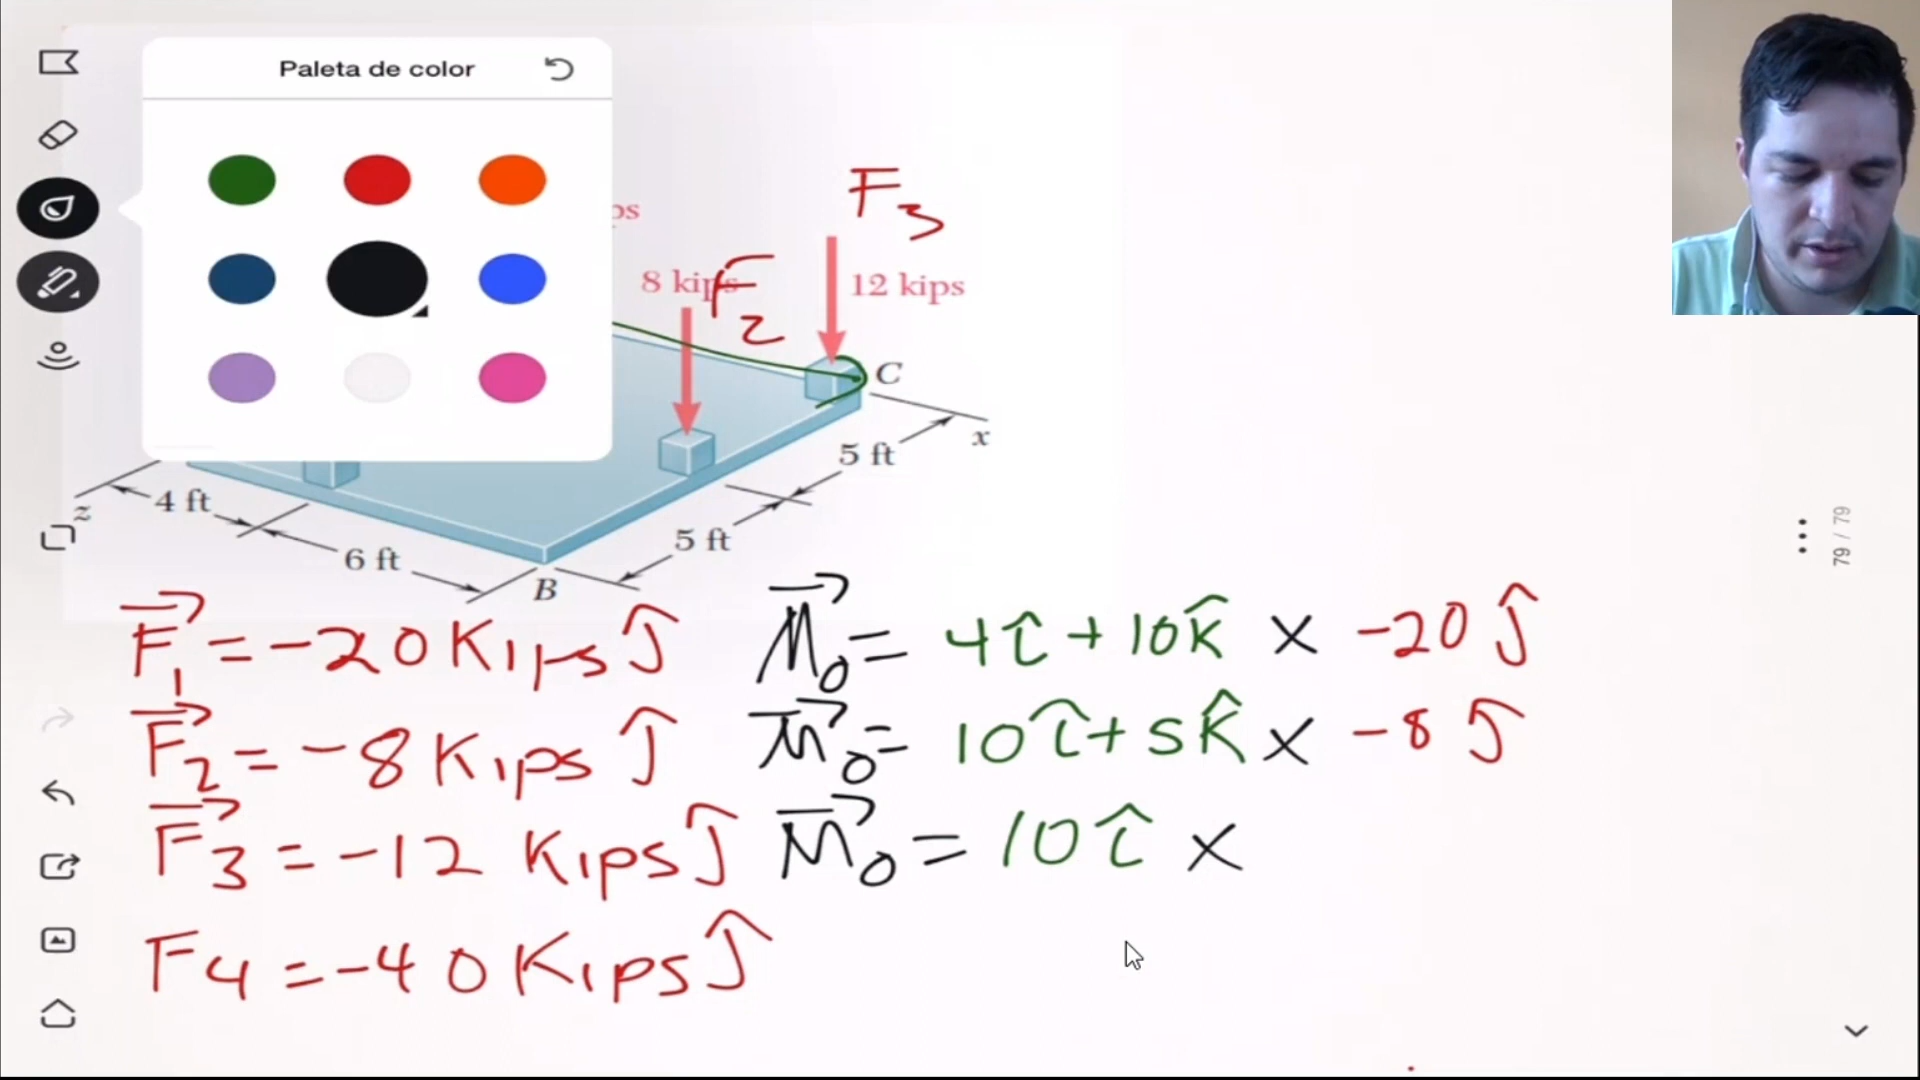 Paleta de color
ps
F3
8 kips
F2
12 kips
C
x
5 ft
4 ft
z
5 ft
6 ft
B
79 / 79
F₁ = -20 Kips ĵ
M₀ = 4î + 10k̂ × -20 ĵ
F₂ = -8 Kips ĵ
M₀ = 10î + 5k̂ × -8 ĵ
F₃ = -12 Kips ĵ
M₀ = 10î ×
F4 = -40 Kips ĵ